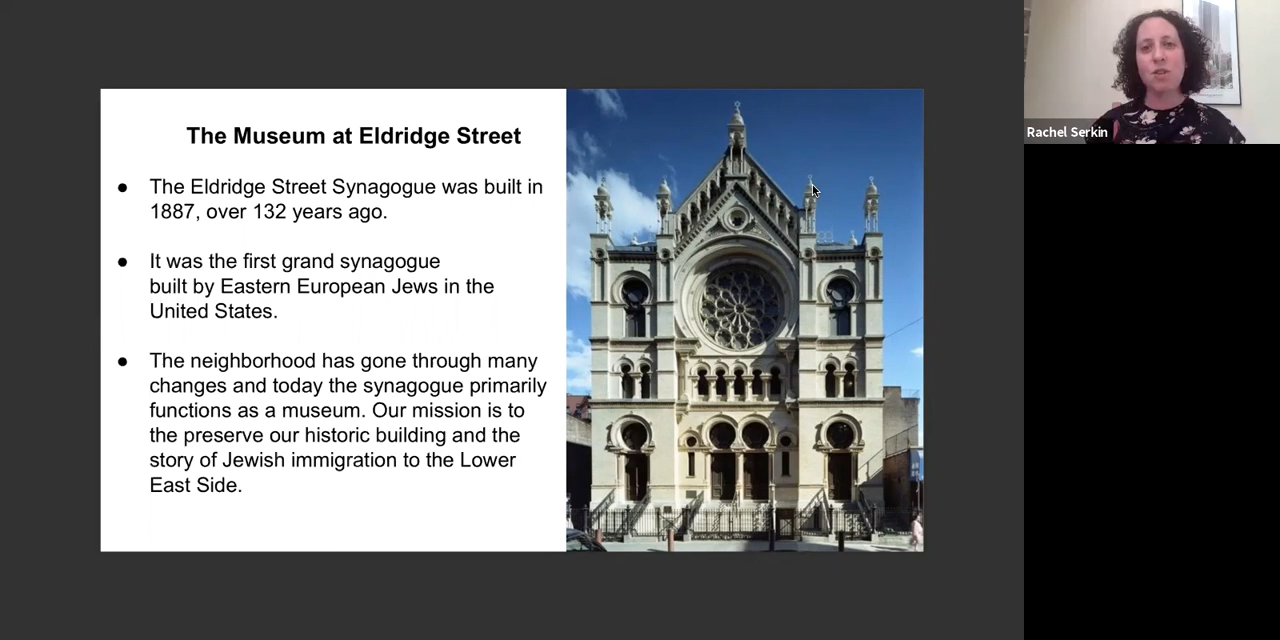 The Museum at Eldridge Street
● The Eldridge Street Synagogue was built in
1887, over 132 years ago.
● It was the first grand synagogue
built by Eastern European Jews in the
United States.
● The neighborhood has gone through many
changes and today the synagogue primarily
functions as a museum. Our mission is to
the preserve our historic building and the
story of Jewish immigration to the Lower
East Side.
Rachel Serkin